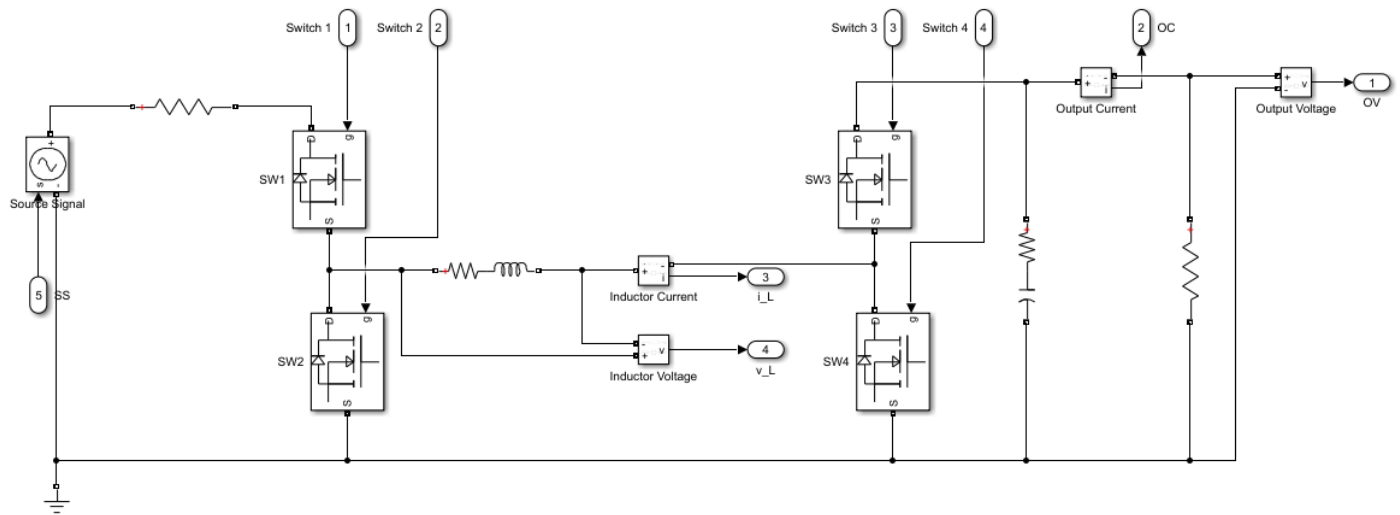 Switch 1
1
Switch 2
2
Switch 3
3
Switch 4
4
2
OC
+
-
i
Output Current
+
-
v
Output Voltage
1
OV
+
+
s
-
Source Signal
5
SS
D
g
SW1
S
D
g
SW3
S
+
+
-
i
Inductor Current
3
i_L
-
+
v
Inductor Voltage
4
v_L
D
g
SW2
S
D
g
SW4
S
+
+